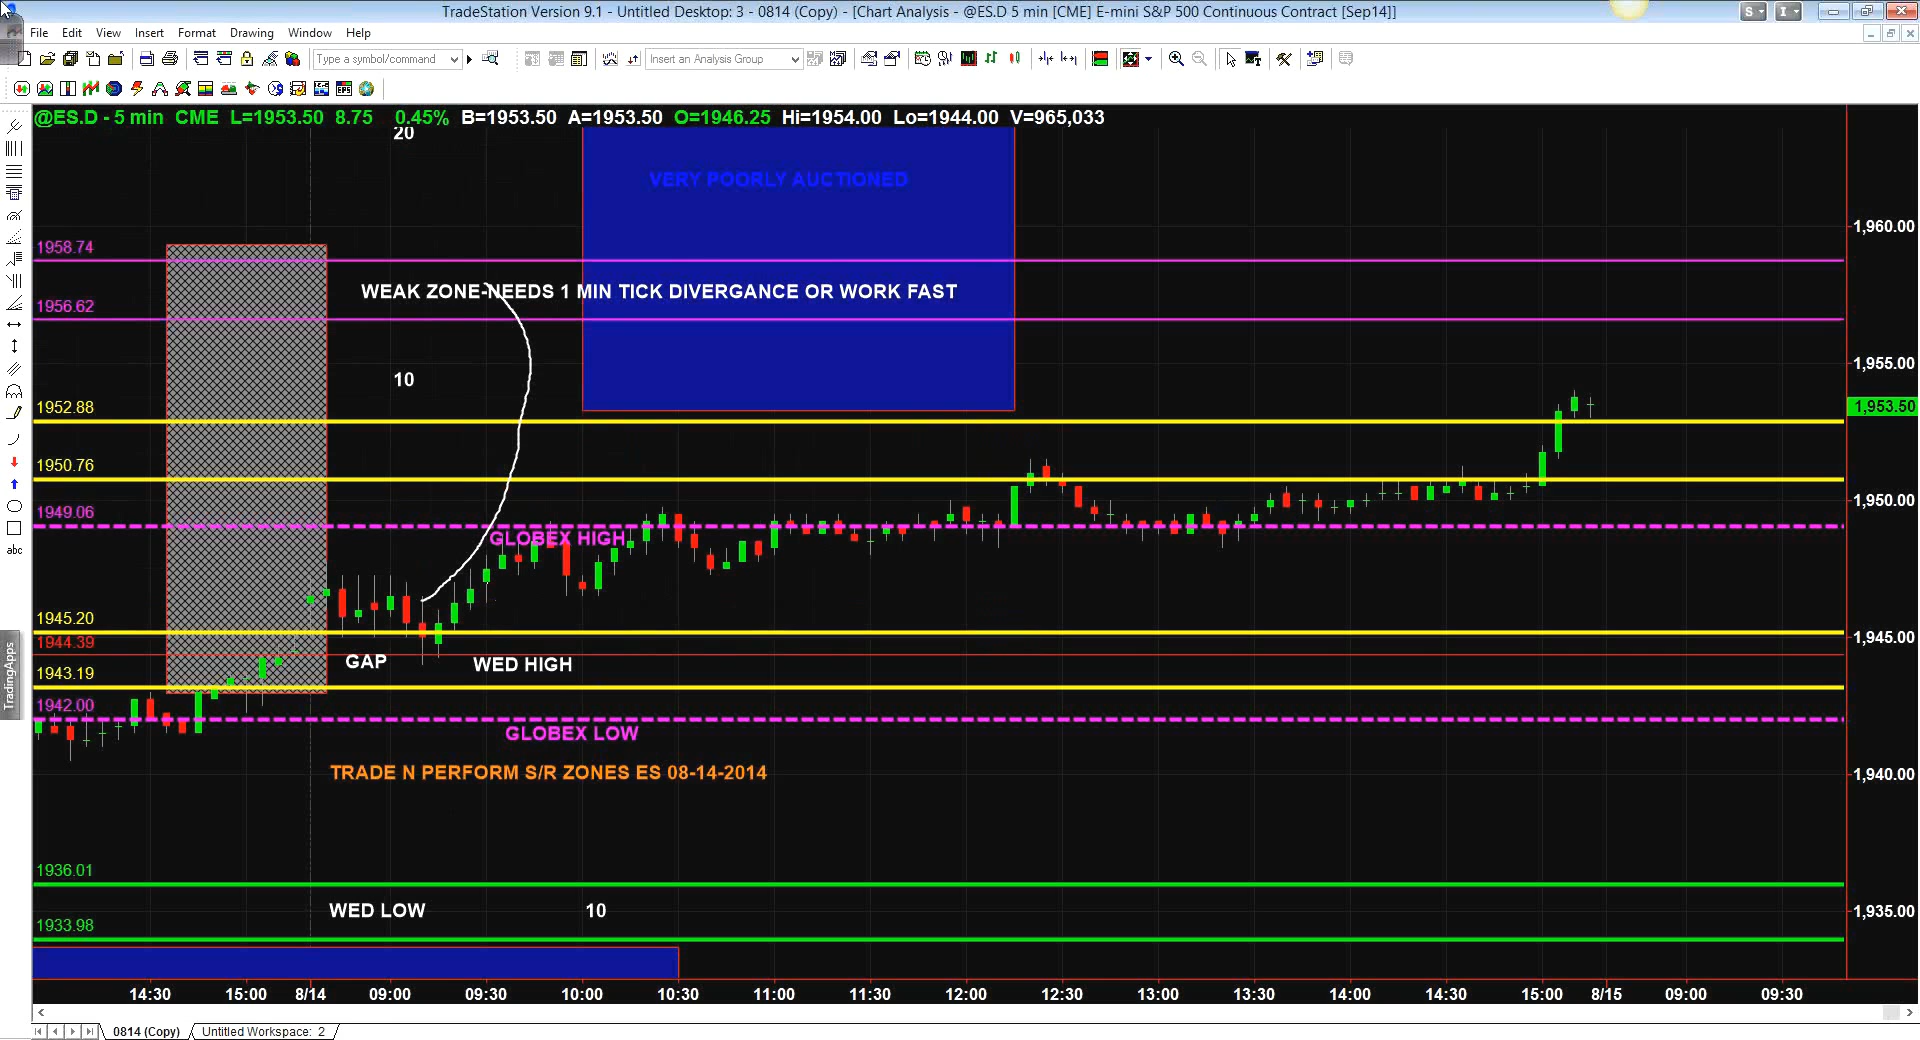 TradeStation Version 9.1 - Untitled Desktop: 3 - 0814 (Copy) - [Chart Analysis - @ES.D 5 min [CME] E-mini S&P 500 Continuous Contract [Sep14]]
S
I
File Edit View Insert Format Drawing Window Help
Type a symbol/command
Insert an Analysis Group
EPS
@ES.D - 5 min CME L=1953.50 8.75 0.45% B=1953.50 A=1953.50 O=1946.25 Hi=1954.00 Lo=1944.00 V=965,033
20
VERY POORLY AUCTIONED
1,960.00
1958.74
WEAK ZONE-NEEDS 1 MIN TICK DIVERGANCE OR WORK FAST
1956.62
1,955.00
10
1952.88
1,953.50
1950.76
1,950.00
1949.06
GLOBEX HIGH
abc
1945.20
1,945.00
1944.39
GAP
WED HIGH
1943.19
TradingApps
1942.00
GLOBEX LOW
TRADE N PERFORM S/R ZONES ES 08-14-2014
1,940.00
1936.01
WED LOW
10
1,935.00
1933.98
14:30 15:00 8/14 09:00 09:30 10:00 10:30 11:00 11:30 12:00 12:30 13:00 13:30 14:00 14:30 15:00 8/15 09:00 09:30
0814 (Copy) Untitled Workspace: 2